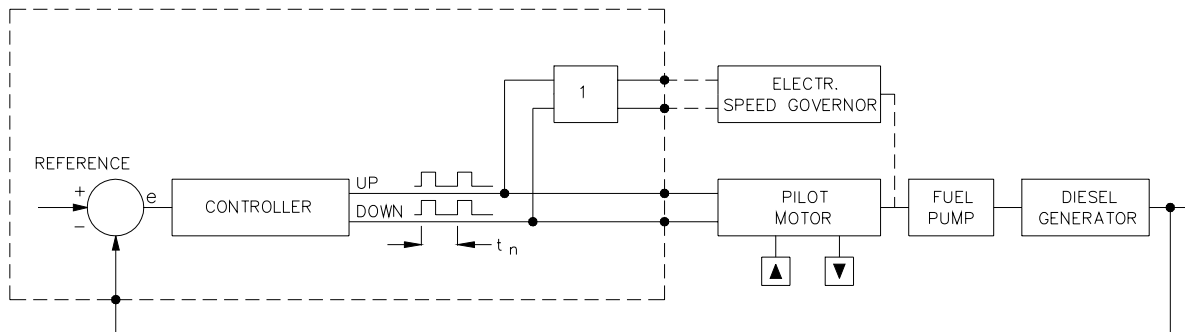 1
ELECTR.
SPEED GOVERNOR
REFERENCE
+
−
e
CONTROLLER
UP
DOWN
t n
PILOT
MOTOR
FUEL
PUMP
DIESEL
GENERATOR